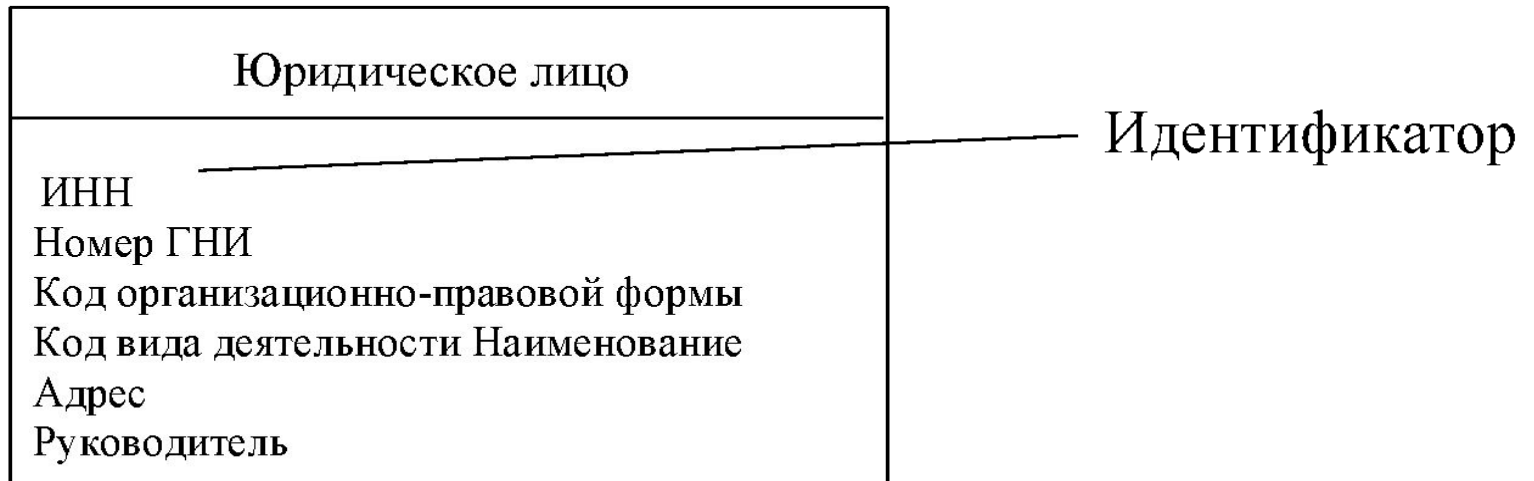 Юридическое лицо
Идентификатор
ИНН
Номер ГНИ
Код организационно-правовой формы
Код вида деятельности Наименование
Адрес
Руководитель